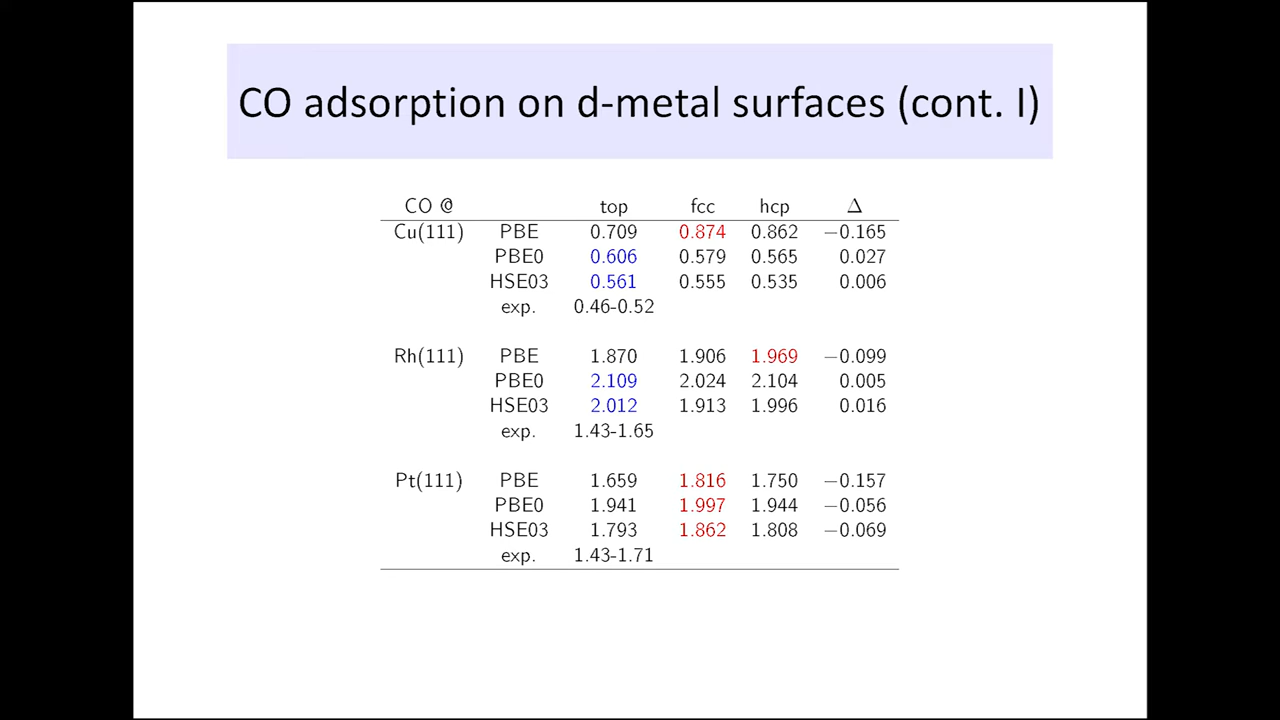 CO adsorption on d-metal surfaces (cont. I)
CO @ top fcc hcp Δ
Cu(111) PBE 0.709 0.874 0.862 −0.165
PBE0 0.606 0.579 0.565 0.027
HSE03 0.561 0.555 0.535 0.006
exp. 0.46-0.52
Rh(111) PBE 1.870 1.906 1.969 −0.099
PBE0 2.109 2.024 2.104 0.005
HSE03 2.012 1.913 1.996 0.016
exp. 1.43-1.65
Pt(111) PBE 1.659 1.816 1.750 −0.157
PBE0 1.941 1.997 1.944 −0.056
HSE03 1.793 1.862 1.808 −0.069
exp. 1.43-1.71